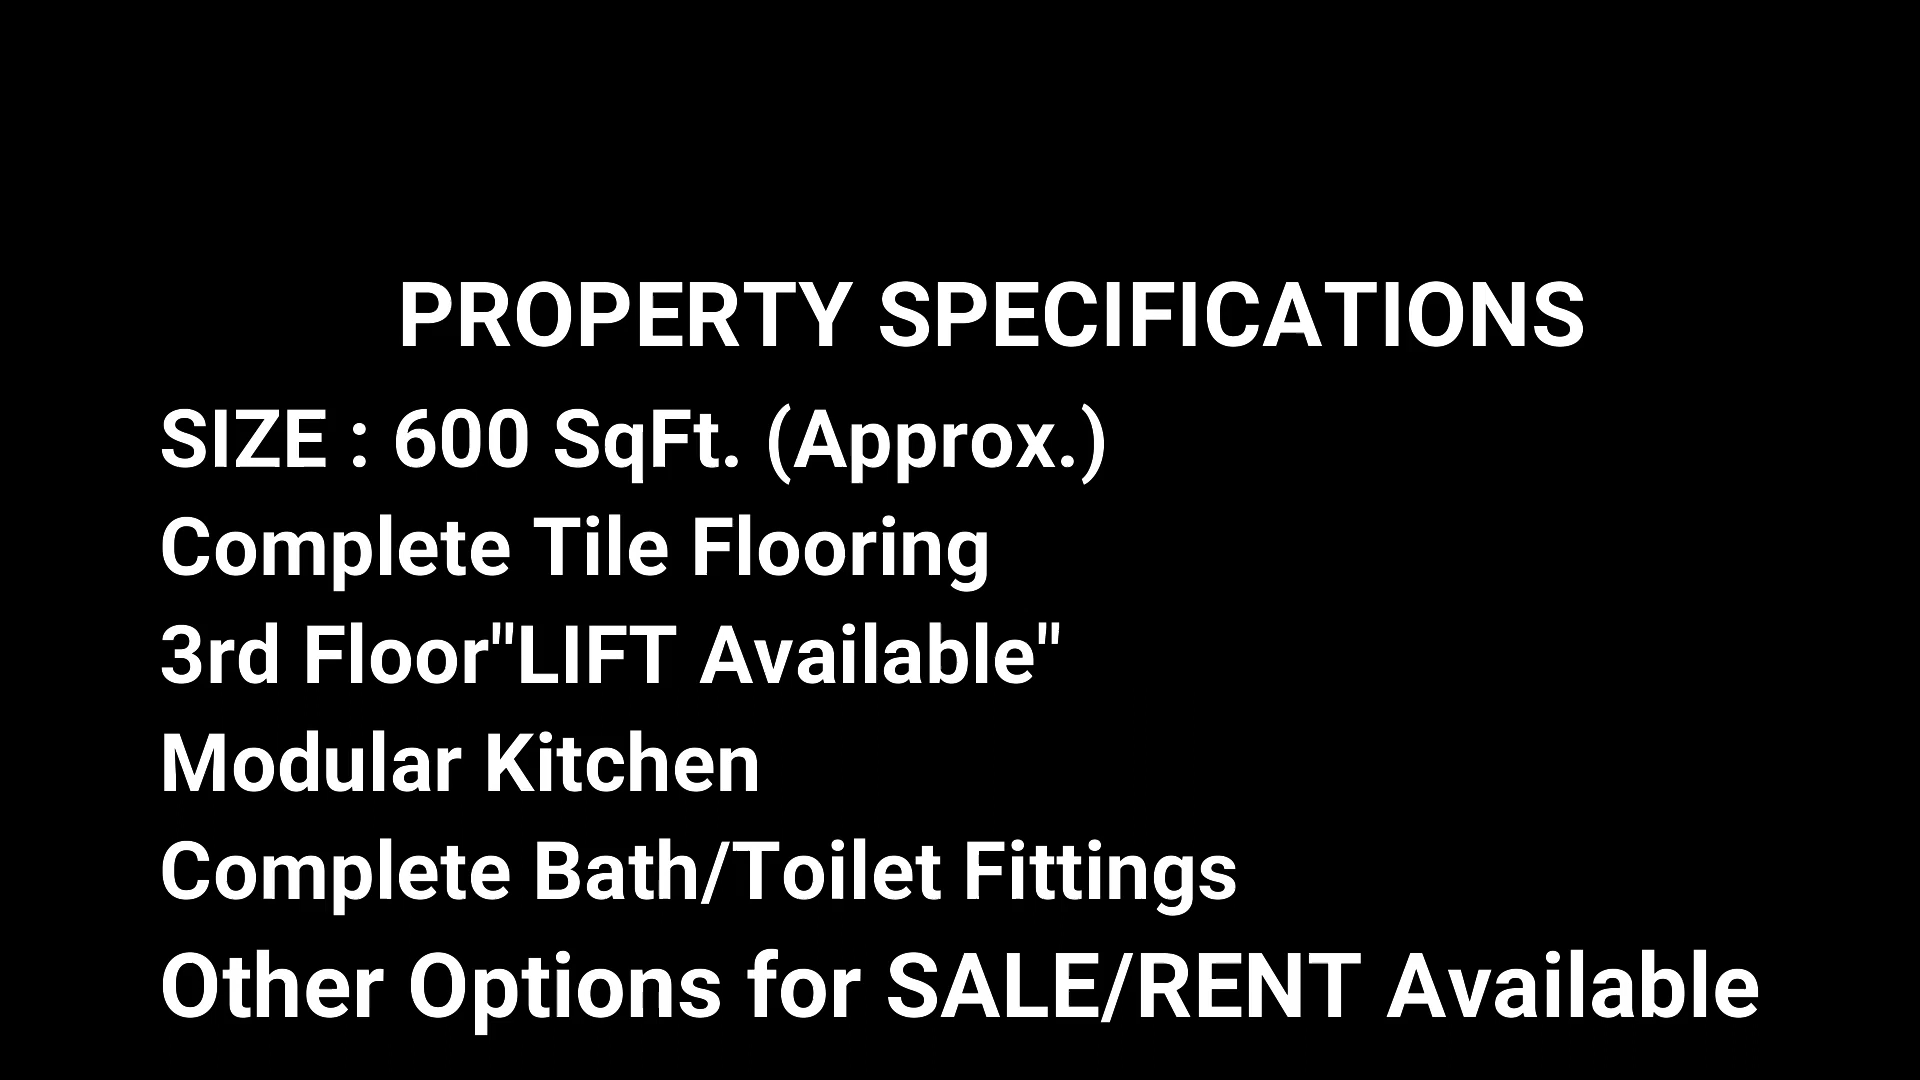 PROPERTY SPECIFICATIONS
SIZE : 600 SqFt. (Approx.)
Complete Tile Flooring
3rd Floor"LIFT Available"
Modular Kitchen
Complete Bath/Toilet Fittings
Other Options for SALE/RENT Available